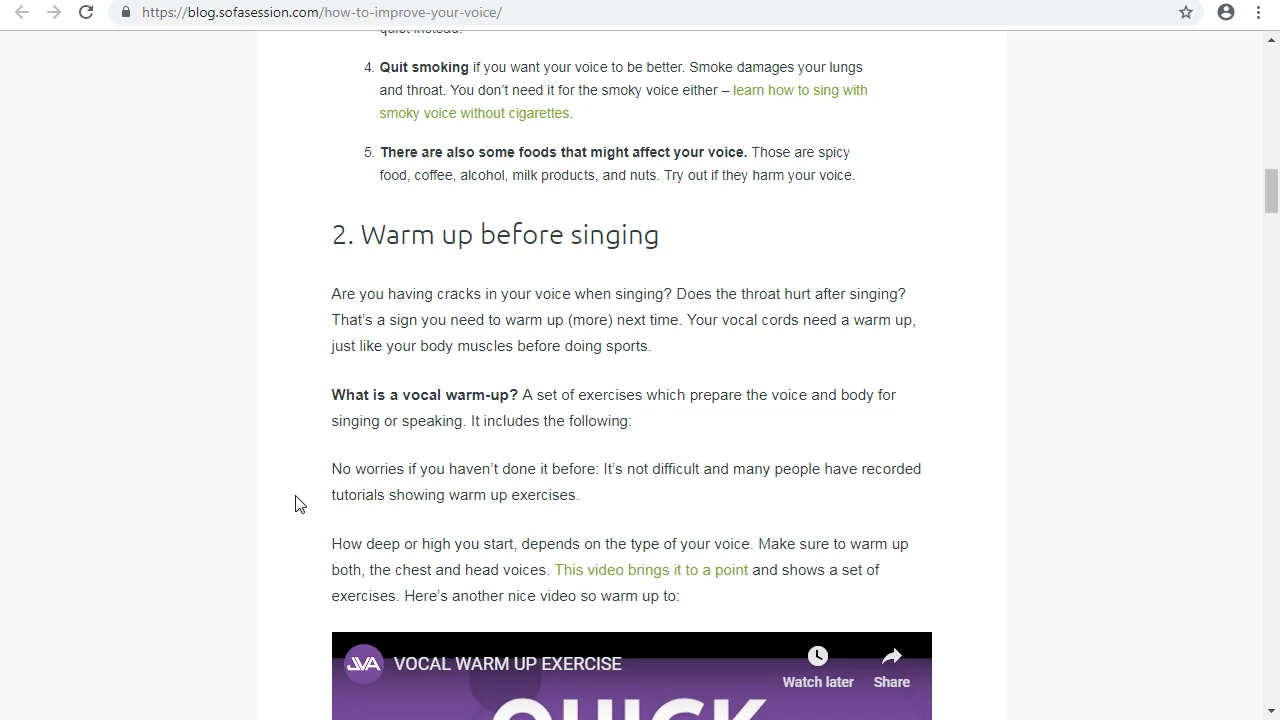 https://blog.sofasession.com/how-to-improve-your-voice/
quiet instead.
4. Quit smoking if you want your voice to be better. Smoke damages your lungs
and throat. You don't need it for the smoky voice either – learn how to sing with
smoky voice without cigarettes.
5. There are also some foods that might affect your voice. Those are spicy
food, coffee, alcohol, milk products, and nuts. Try out if they harm your voice.
2. Warm up before singing
Are you having cracks in your voice when singing? Does the throat hurt after singing?
That's a sign you need to warm up (more) next time. Your vocal cords need a warm up,
just like your body muscles before doing sports.
What is a vocal warm-up? A set of exercises which prepare the voice and body for
singing or speaking. It includes the following:
No worries if you haven't done it before: It's not difficult and many people have recorded
tutorials showing warm up exercises.
How deep or high you start, depends on the type of your voice. Make sure to warm up
both, the chest and head voices. This video brings it to a point and shows a set of
exercises. Here's another nice video so warm up to:
JVA VOCAL WARM UP EXERCISE
Watch later Share
QUICK